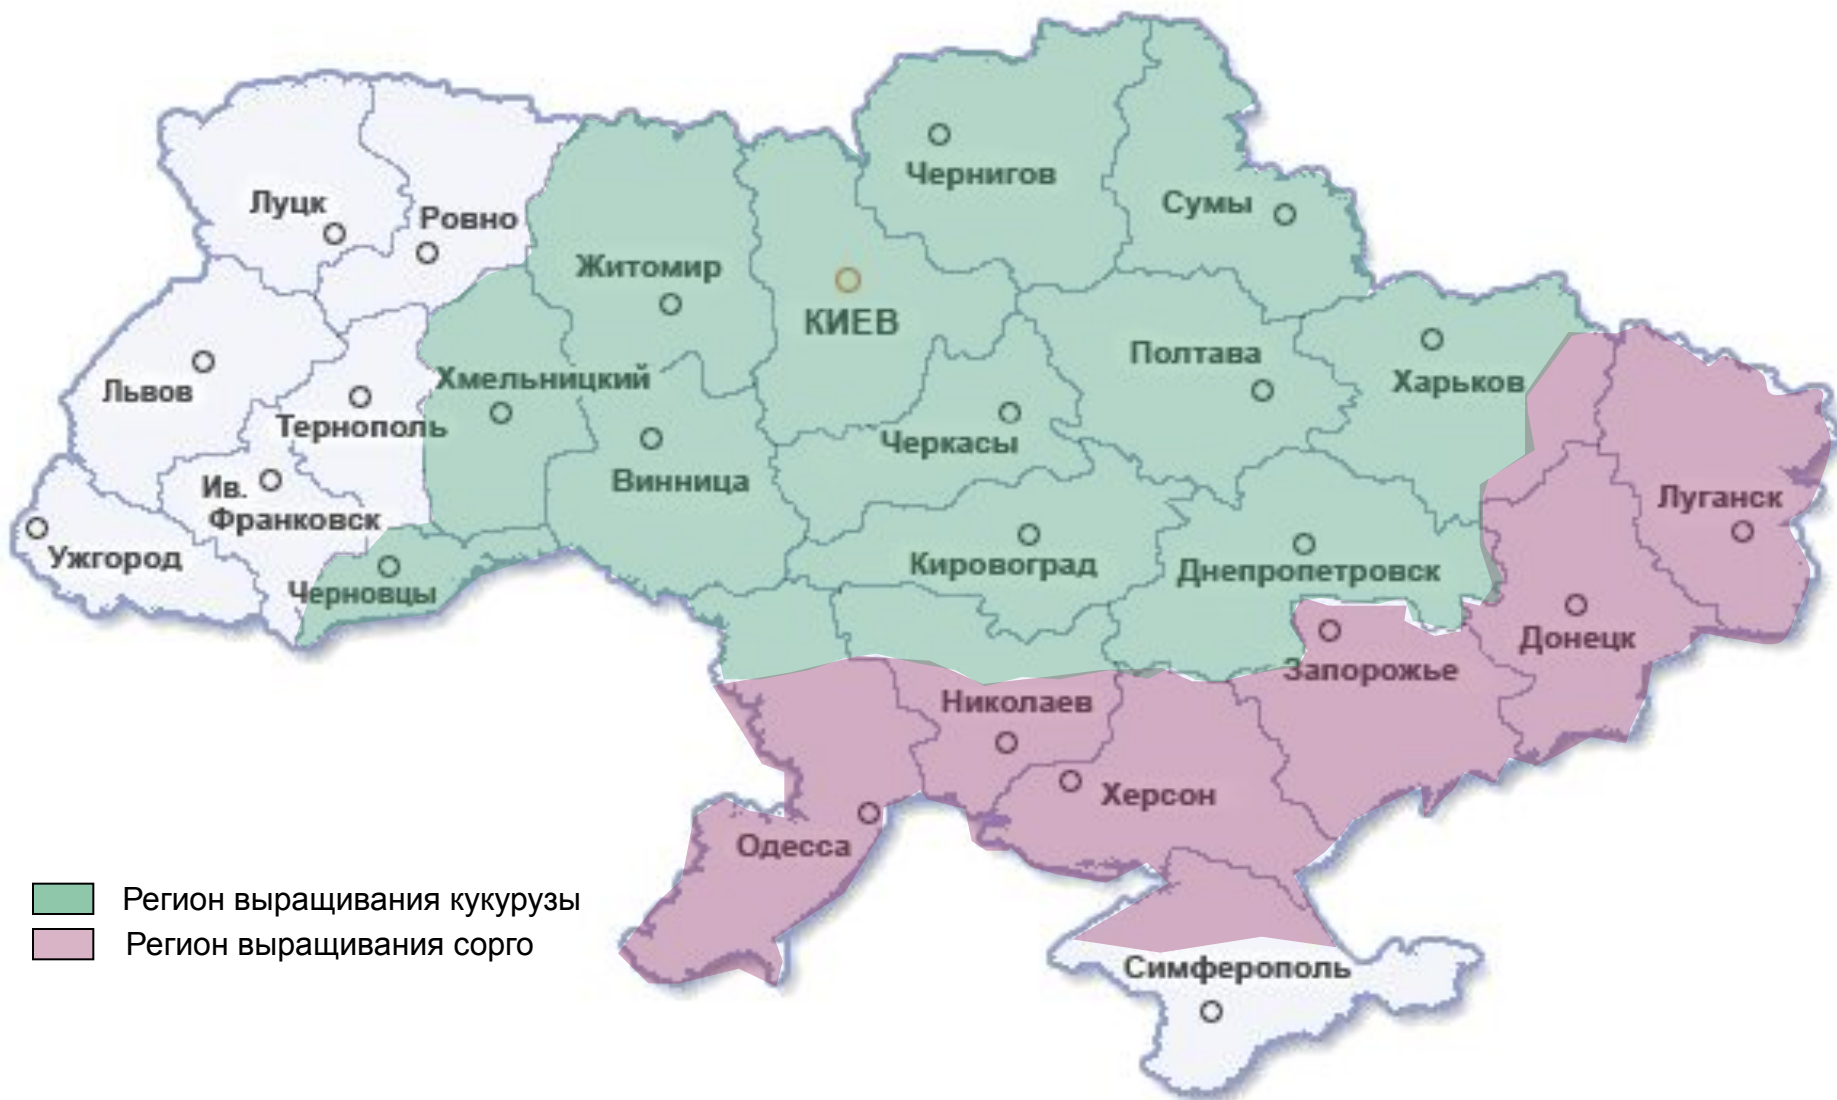 Чернигов
Луцк
Ровно
Сумы
Житомир
КИЕВ
Полтава
Хмельницкий
Харьков
Львов
Тернополь
Черкасы
Винница
Ив.
Франковск
Луганск
Ужгород
Кировоград
Днепропетровск
Черновцы
Донецк
Запорожье
Николаев
Херсон
Одесса
Регион выращивания кукурузы
Регион выращивания сорго
Симферополь